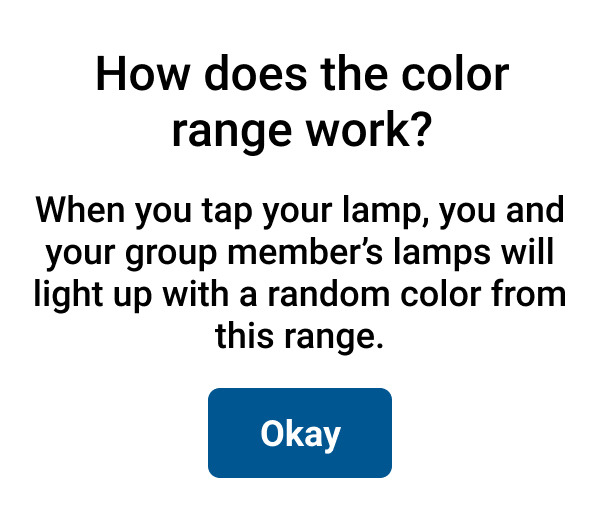 How does the color
range work?
When you tap your lamp, you and
your group member’s lamps will
light up with a random color from
this range.
Okay